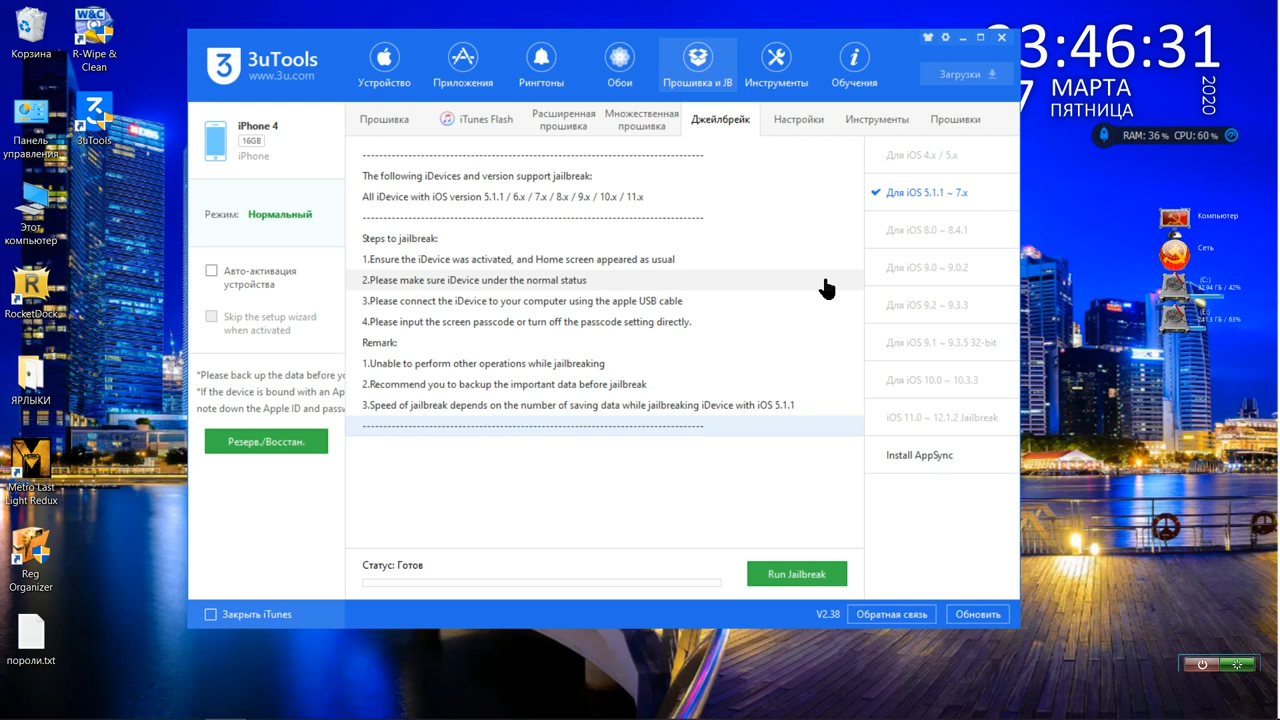 Корзина
R-Wipe & Clean
Панель управления
3uTools
Этот компьютер
RocketDock
ЯРЛЫКИ
Metro Last Light Redux
Reg Organizer
пороли.txt
3uTools
www.3u.com
Устройство
Приложения
Рингтоны
Обои
Прошивка и JB
Инструменты
Обучения
Загрузки
Прошивка
iTunes Flash
Расширенная прошивка
Множественная прошивка
Джейлбрейк
Настройки
Инструменты
Прошивки
iPhone 4
16GB
iPhone
Режим: Нормальный
Авто-активация устройства
Skip the setup wizard when activated
*Please back up the data before yo
*If the device is bound with an Ap
note down the Apple ID and passw
Резерв./Восстан.
--------------------------------------------------------------------------------
The following iDevices and version support jailbreak:
All iDevice with iOS version 5.1.1 / 6.x / 7.x / 8.x / 9.x / 10.x / 11.x
--------------------------------------------------------------------------------
Steps to jailbreak:
1.Ensure the iDevice was activated, and Home screen appeared as usual
2.Please make sure iDevice under the normal status
3.Please connect the iDevice to your computer using the apple USB cable
4.Please input the screen passcode or turn off the passcode setting directly.
Remark:
1.Unable to perform other operations while jailbreaking
2.Recommend you to backup the important data before jailbreak
3.Speed of jailbreak depends on the number of saving data while jailbreaking iDevice with iOS 5.1.1
--------------------------------------------------------------------------------
Для iOS 4.x / 5.x
Для iOS 5.1.1 ~ 7.x
Для iOS 8.0 ~ 8.4.1
Для iOS 9.0 ~ 9.0.2
Для iOS 9.2 ~ 9.3.3
Для iOS 9.1 ~ 9.3.5 32-bit
Для iOS 10.0 ~ 10.3.3
iOS 11.0 ~ 12.1.2 Jailbreak
Install AppSync
Статус: Готов
Run Jailbreak
Закрыть iTunes
V2.38
Обратная связь
Обновить
3:46:31
7 МАРТА
ПЯТНИЦА
2020
RAM: 36 % CPU: 60 %
Компьютер
Сеть
(C:)
32,94 ГБ / 42%
63%